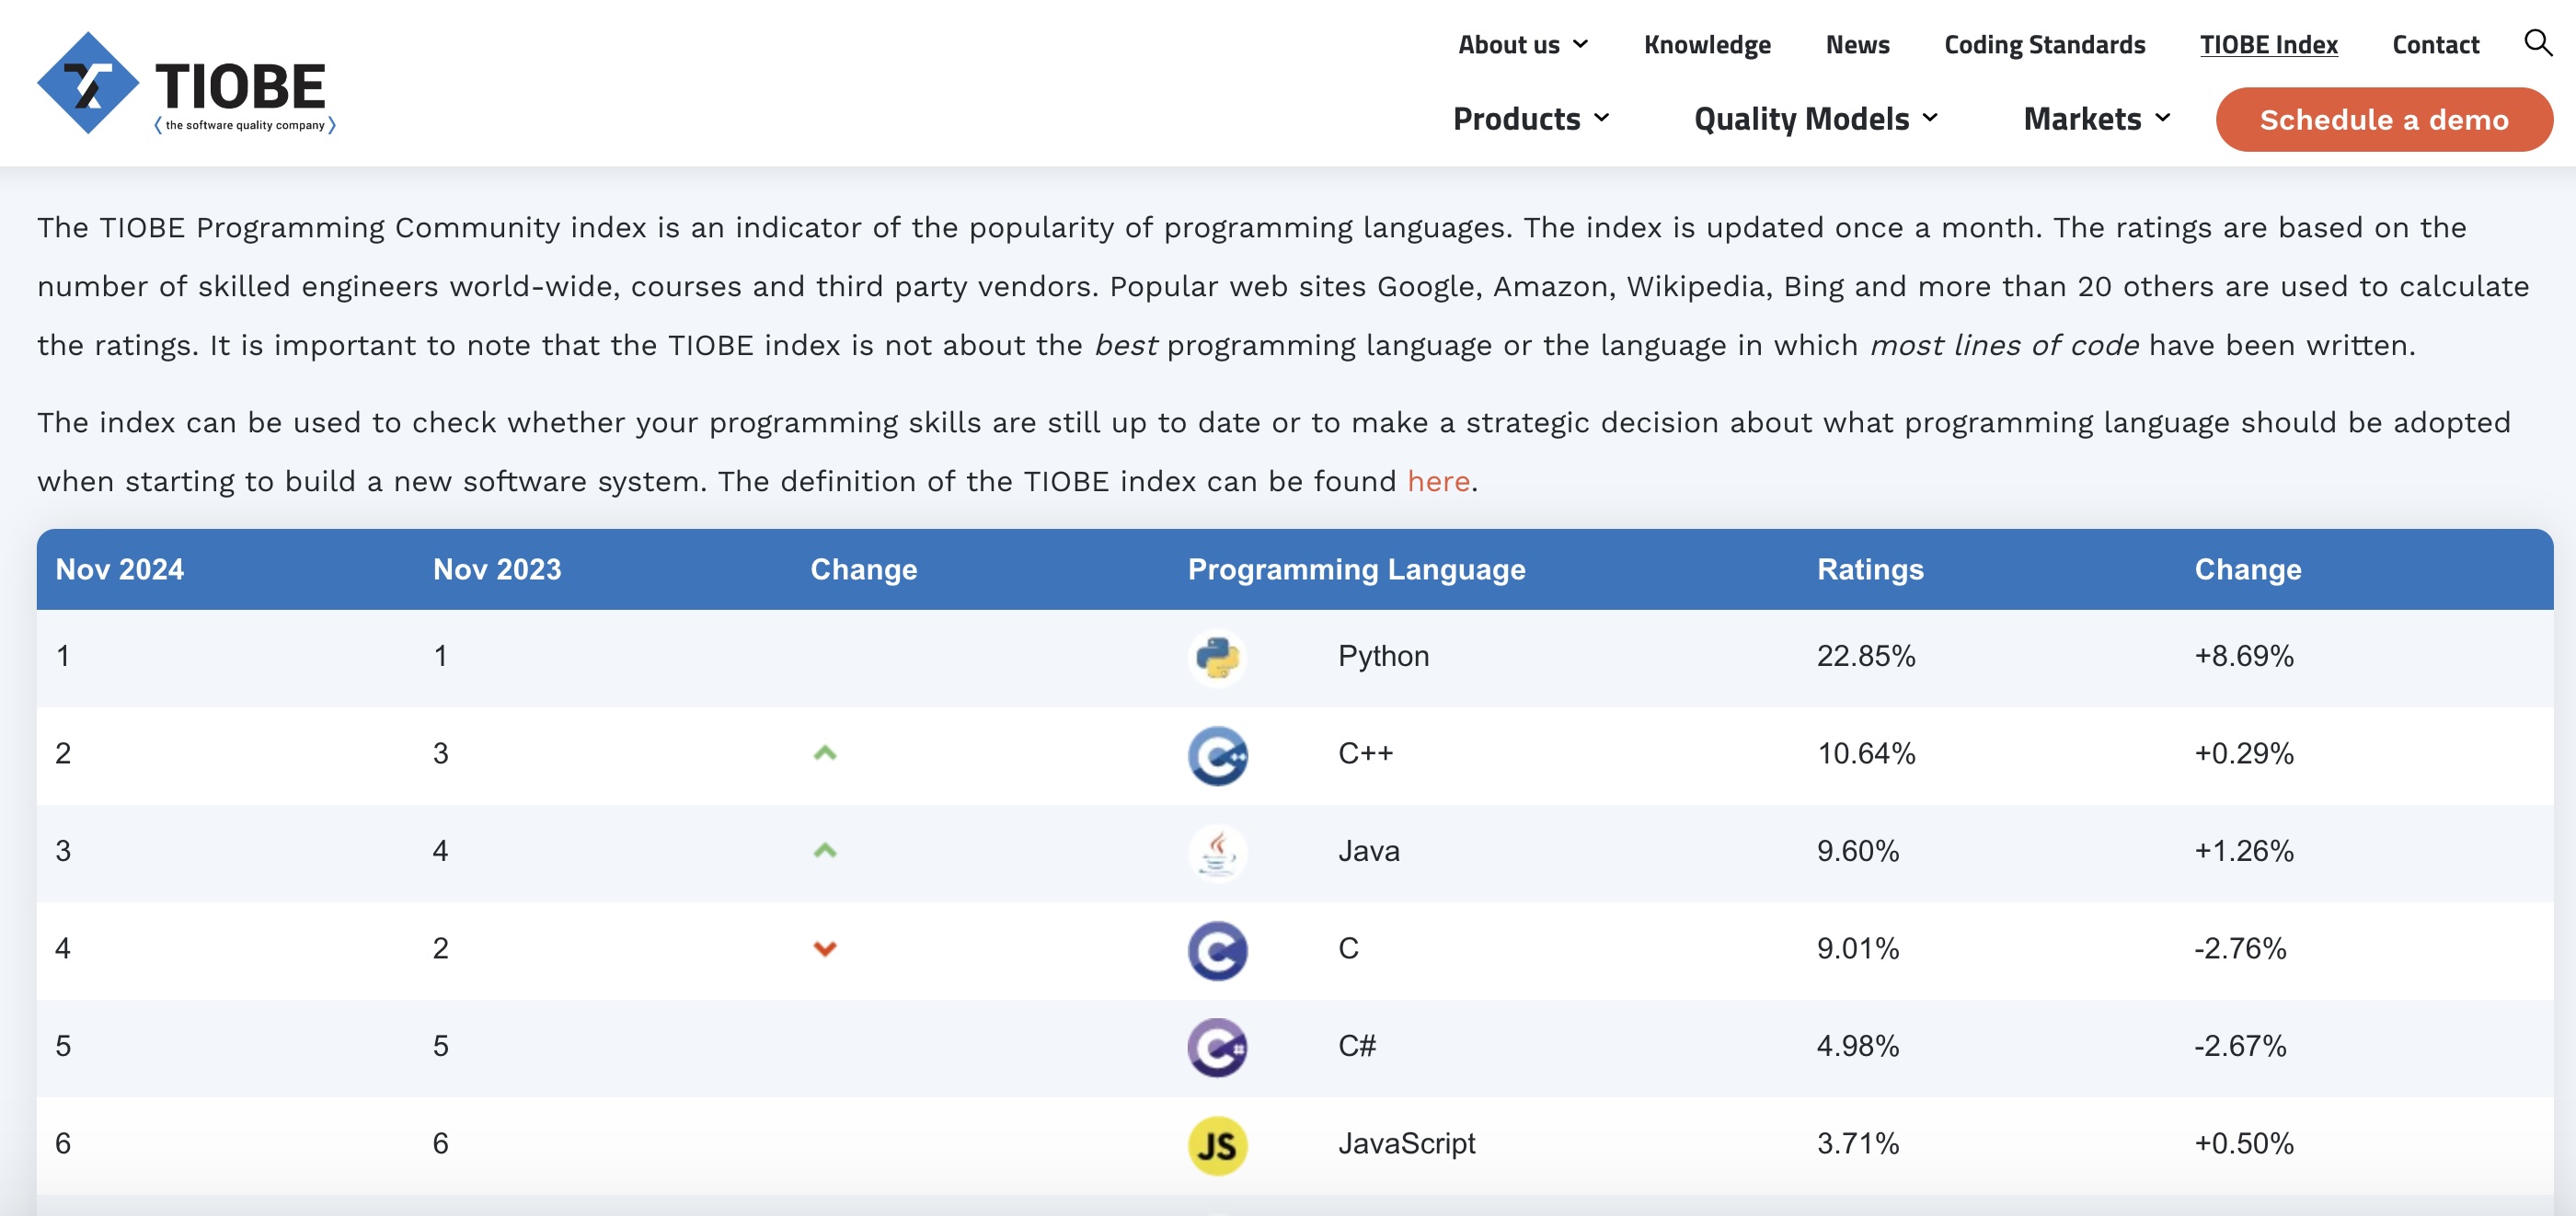 TIOBE
the software quality company
About us Knowledge News Coding Standards TIOBE Index Contact
Products Quality Models Markets Schedule a demo
The TIOBE Programming Community index is an indicator of the popularity of programming languages. The index is updated once a month. The ratings are based on the
number of skilled engineers world-wide, courses and third party vendors. Popular web sites Google, Amazon, Wikipedia, Bing and more than 20 others are used to calculate
the ratings. It is important to note that the TIOBE index is not about the best programming language or the language in which most lines of code have been written.
The index can be used to check whether your programming skills are still up to date or to make a strategic decision about what programming language should be adopted
when starting to build a new software system. The definition of the TIOBE index can be found here.
Nov 2024 Nov 2023 Change Programming Language Ratings Change
1 1 Python 22.85% +8.69%
2 3 C++ 10.64% +0.29%
3 4 Java 9.60% +1.26%
4 2 C 9.01% -2.76%
5 5 C# 4.98% -2.67%
6 6 JS JavaScript 3.71% +0.50%